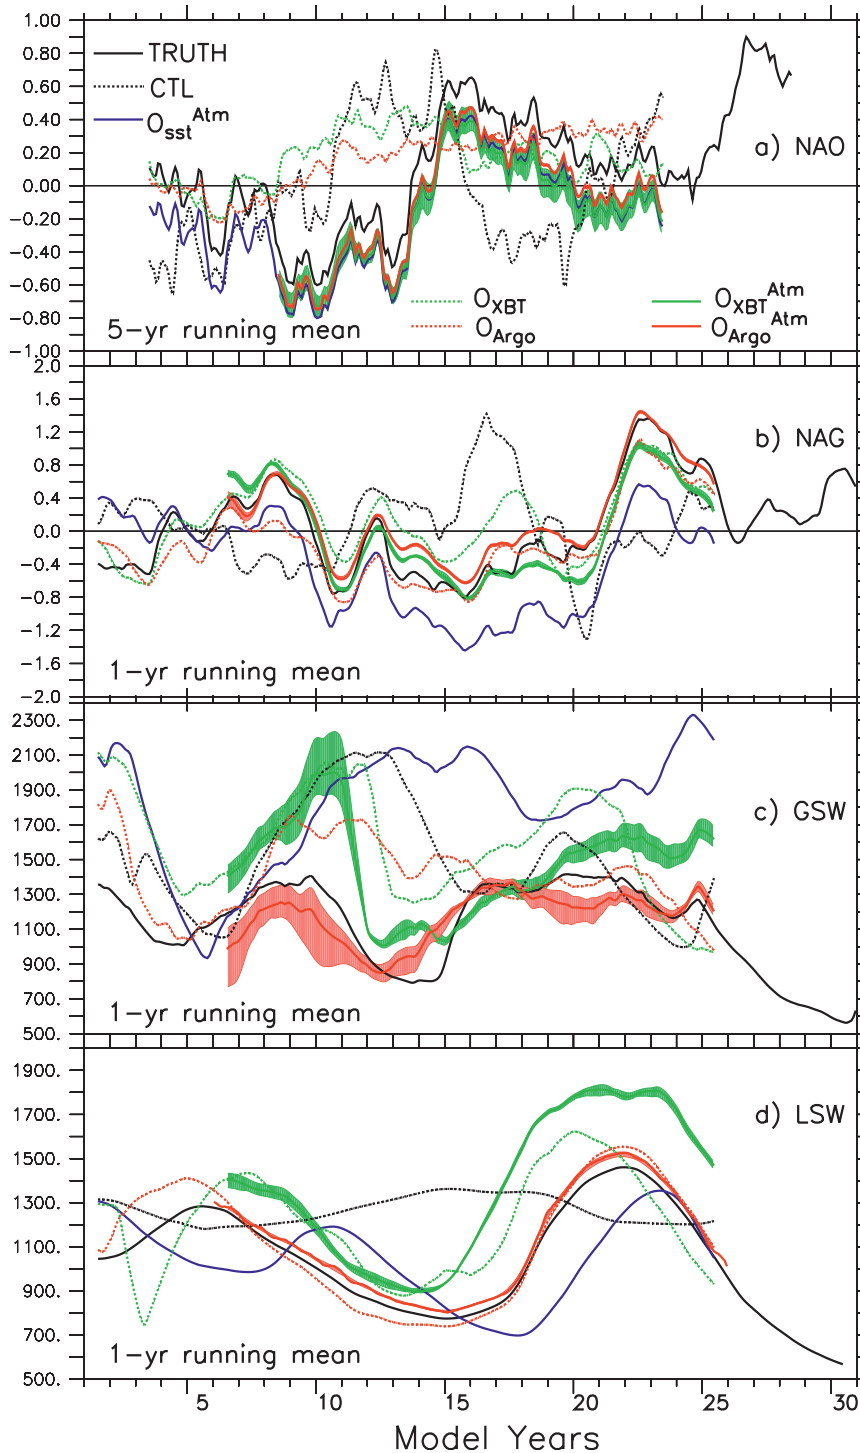 1.00
0.80
0.60
0.40
0.20
0.00
−0.20
−0.40
−0.60
−0.80
−1.00
TRUTH
CTL
O_sst^Atm
a) NAO
O_XBT
O_Argo
O_XBT^Atm
O_Argo^Atm
5−yr running mean
2.0
1.6
1.2
0.8
0.4
0.0
−0.4
−0.8
−1.2
−1.6
−2.0
b) NAG
1−yr running mean
2300.
2100.
1900.
1700.
1500.
1300.
1100.
900.
700.
500.
c) GSW
1−yr running mean
1900.
1700.
1500.
1300.
1100.
900.
700.
500.
d) LSW
1−yr running mean
5 10 15 20 25 30
Model Years